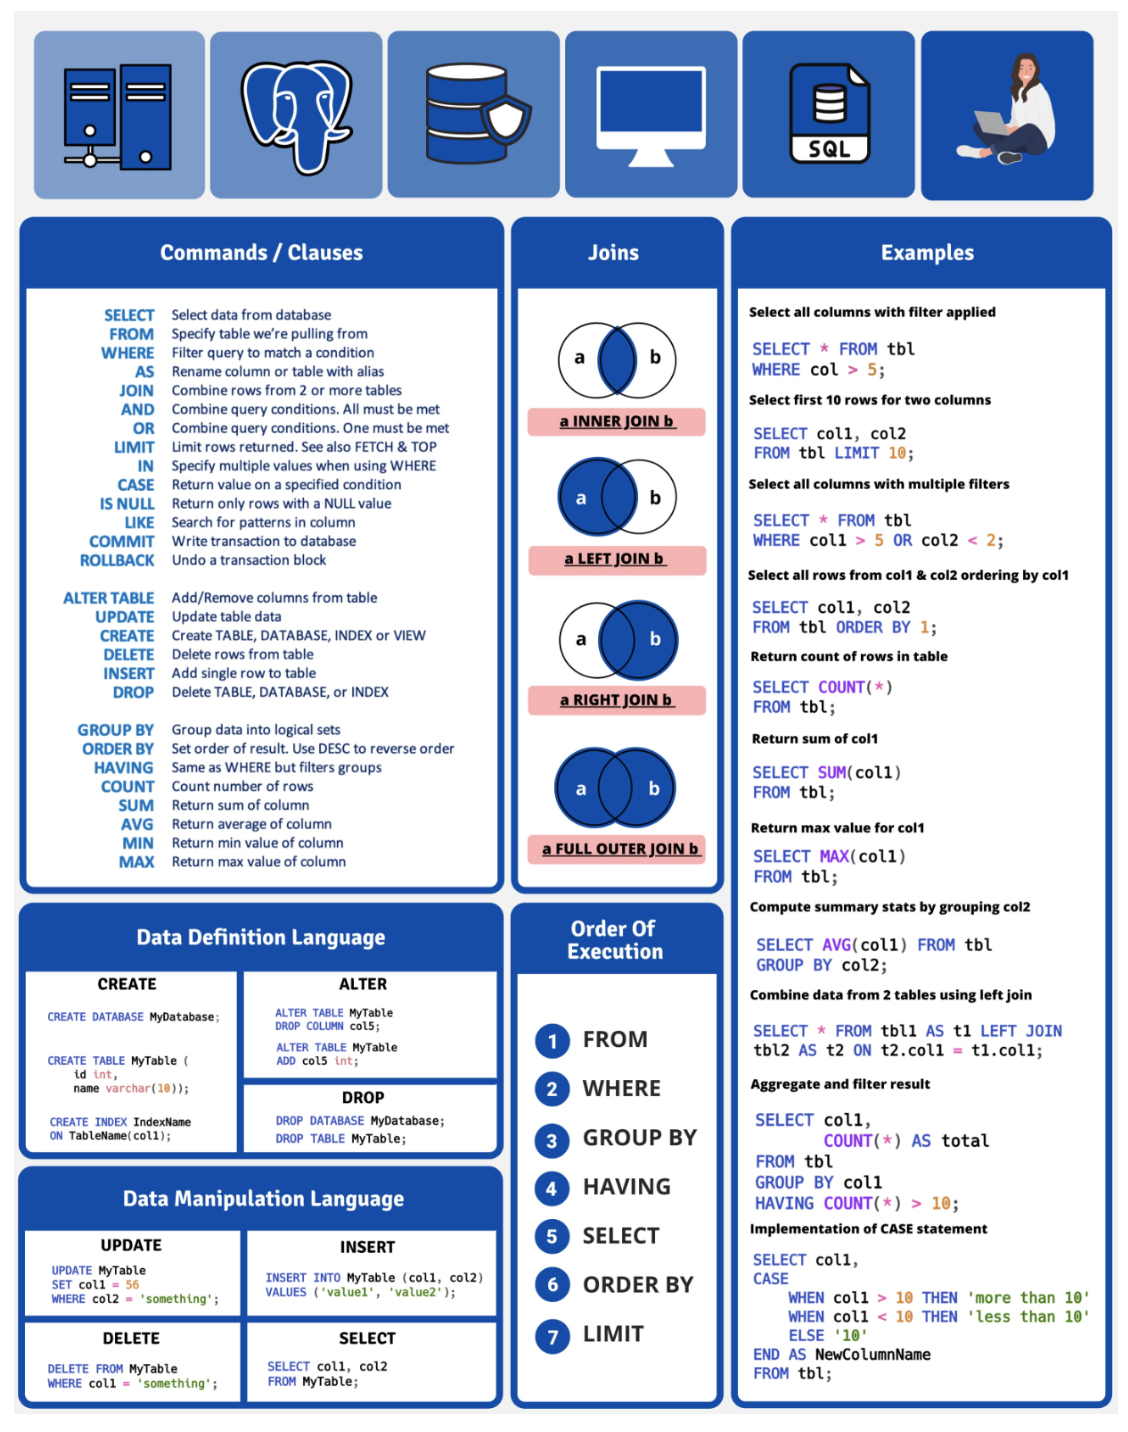 SQL
Commands / Clauses
SELECT Select data from database
FROM Specify table we're pulling from
WHERE Filter query to match a condition
AS Rename column or table with alias
JOIN Combine rows from 2 or more tables
AND Combine query conditions. All must be met
OR Combine query conditions. One must be met
LIMIT Limit rows returned. See also FETCH & TOP
IN Specify multiple values when using WHERE
CASE Return value on a specified condition
IS NULL Return only rows with a NULL value
LIKE Search for patterns in column
COMMIT Write transaction to database
ROLLBACK Undo a transaction block
ALTER TABLE Add/Remove columns from table
UPDATE Update table data
CREATE Create TABLE, DATABASE, INDEX or VIEW
DELETE Delete rows from table
INSERT Add single row to table
DROP Delete TABLE, DATABASE, or INDEX
GROUP BY Group data into logical sets
ORDER BY Set order of result. Use DESC to reverse order
HAVING Same as WHERE but filters groups
COUNT Count number of rows
SUM Return sum of column
AVG Return average of column
MIN Return min value of column
MAX Return max value of column
Joins
a b
a INNER JOIN b
a b
a LEFT JOIN b
a b
a RIGHT JOIN b
a b
a FULL OUTER JOIN b
Examples
Select all columns with filter applied
SELECT * FROM tbl
WHERE col > 5;
Select first 10 rows for two columns
SELECT col1, col2
FROM tbl LIMIT 10;
Select all columns with multiple filters
SELECT * FROM tbl
WHERE col1 > 5 OR col2 < 2;
Select all rows from col1 & col2 ordering by col1
SELECT col1, col2
FROM tbl ORDER BY 1;
Return count of rows in table
SELECT COUNT(*)
FROM tbl;
Return sum of col1
SELECT SUM(col1)
FROM tbl;
Return max value for col1
SELECT MAX(col1)
FROM tbl;
Compute summary stats by grouping col2
SELECT AVG(col1) FROM tbl
GROUP BY col2;
Combine data from 2 tables using left join
SELECT * FROM tbl1 AS t1 LEFT JOIN
tbl2 AS t2 ON t2.col1 = t1.col1;
Aggregate and filter result
SELECT col1,
COUNT(*) AS total
FROM tbl
GROUP BY col1
HAVING COUNT(*) > 10;
Implementation of CASE statement
SELECT col1,
CASE
WHEN col1 > 10 THEN 'more than 10'
WHEN col1 < 10 THEN 'less than 10'
ELSE '10'
END AS NewColumnName
FROM tbl;
Data Definition Language
CREATE
CREATE DATABASE MyDatabase;
CREATE TABLE MyTable (
id int,
name varchar(10));
CREATE INDEX IndexName
ON TableName(col1);
ALTER
ALTER TABLE MyTable
DROP COLUMN col5;
ALTER TABLE MyTable
ADD col5 int;
DROP
DROP DATABASE MyDatabase;
DROP TABLE MyTable;
Data Manipulation Language
UPDATE
UPDATE MyTable
SET col1 = 56
WHERE col2 = 'something';
INSERT
INSERT INTO MyTable (col1, col2)
VALUES ('value1', 'value2');
DELETE
DELETE FROM MyTable
WHERE col1 = 'something';
SELECT
SELECT col1, col2
FROM MyTable;
Order Of
Execution
1 FROM
2 WHERE
3 GROUP BY
4 HAVING
5 SELECT
6 ORDER BY
7 LIMIT